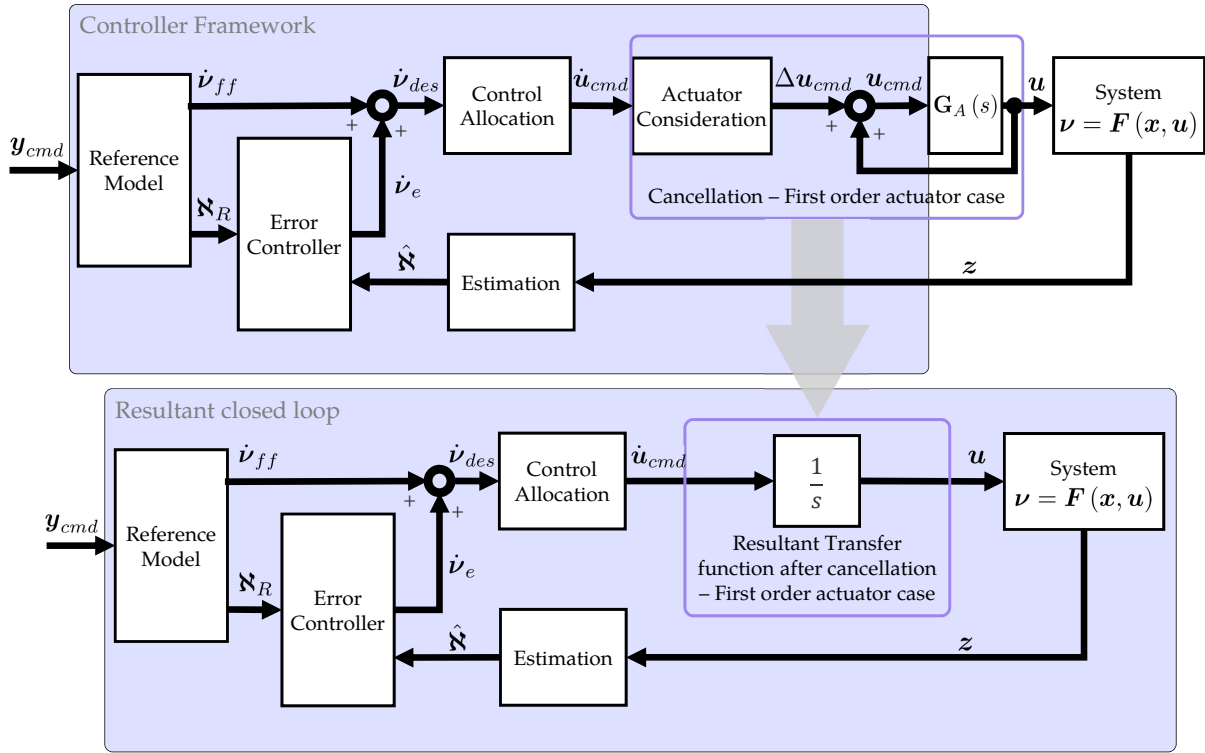 Controller Framework
ν̇_ff
ν̇_des
Control
Allocation
u̇_cmd
Actuator
Consideration
Δu_cmd
u_cmd
G_A (s)
u
System
ν = F (x, u)
+
+
+
+
y_cmd
Reference
Model
ν̇_e
Cancellation – First order actuator case
ℵ_R
Error
Controller
ℵ̂
Estimation
z
Resultant closed loop
ν̇_ff
ν̇_des
Control
Allocation
u̇_cmd
1
s
u
System
ν = F (x, u)
+
+
y_cmd
Reference
Model
ν̇_e
Resultant Transfer
function after cancellation
– First order actuator case
ℵ_R
Error
Controller
ℵ̂
Estimation
z